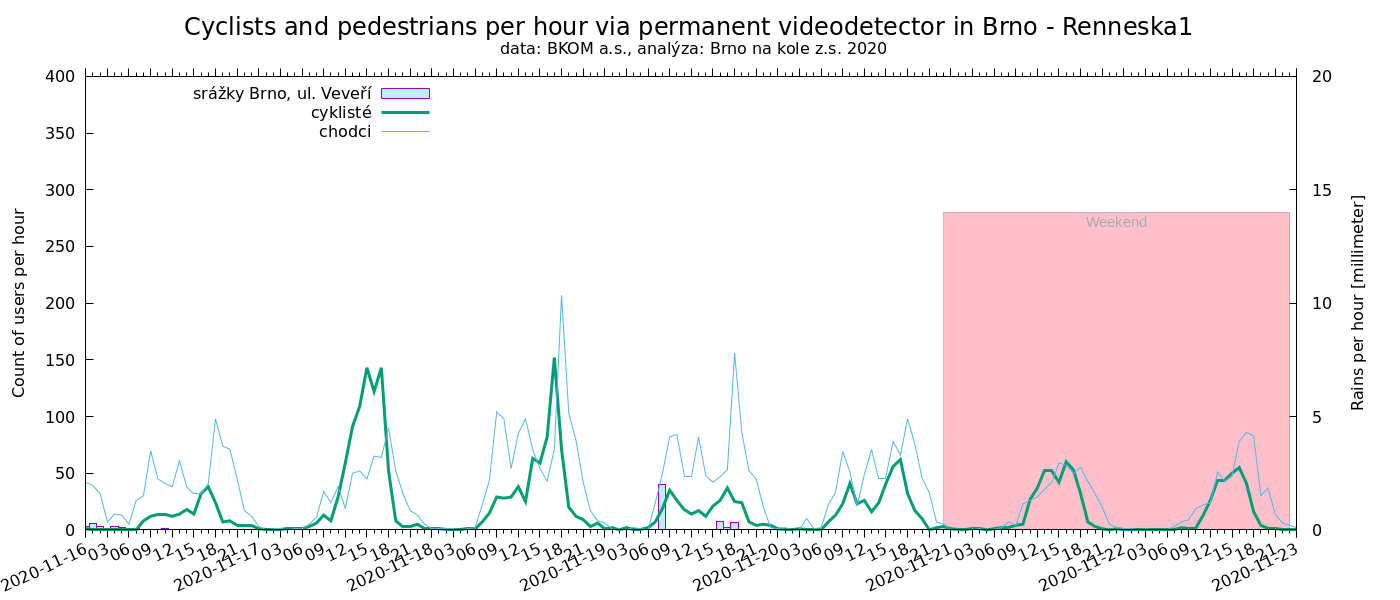 Cyclists and pedestrians per hour via permanent videodetector in Brno - Renneska1
data: BKOM a.s., analýza: Brno na kole z.s. 2020
srážky Brno, ul. Veveří
cyklisté
chodci
Weekend
Count of users per hour
400
350
300
250
200
150
100
50
0
Rains per hour [millimeter]
20
15
10
5
0
2020-11-16 03 06 09 12 15 18 21 2020-11-17 03 06 09 12 15 18 21 2020-11-18 03 06 09 12 15 18 21 2020-11-19 03 06 09 12 15 18 21 2020-11-20 03 06 09 12 15 18 21 2020-11-21 03 06 09 12 15 18 21 2020-11-22 03 06 09 12 15 18 21 2020-11-23